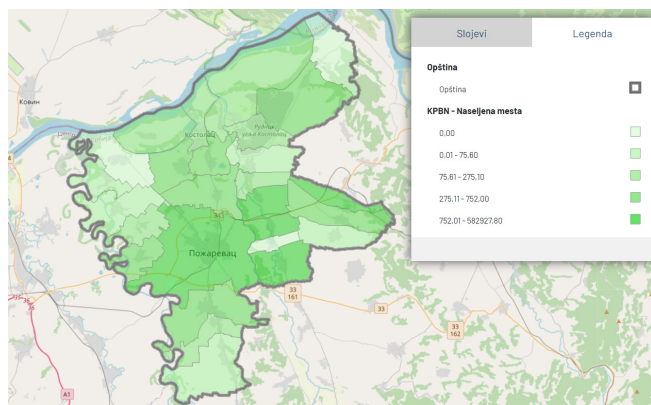 Slojevi
Legenda
Opština
Opština
KPBN - Naseljena mesta
0.00
0.01 - 75.60
75.61 - 275.10
275.11 - 752.00
752.01 - 582927.80
Ковин
Костолац
Рудник
Пожаревац
33
161
33
33
162
A1